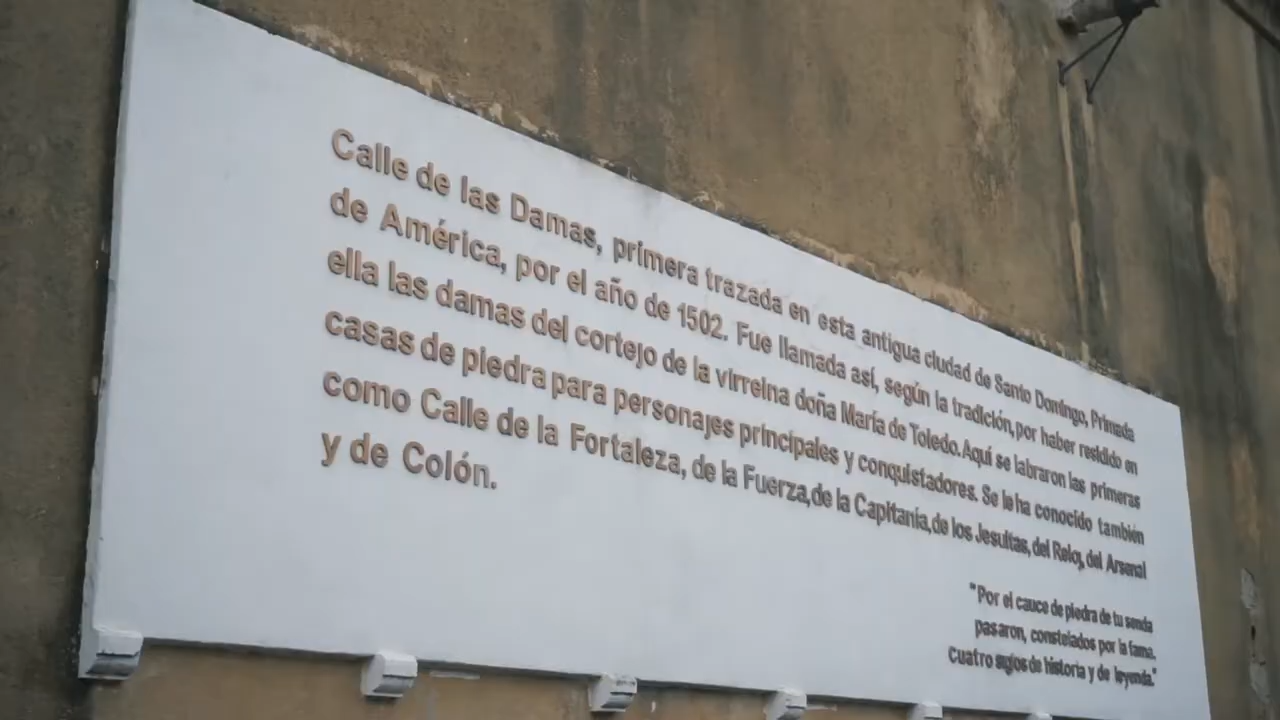 Calle de las Damas, primera trazada en esta antigua ciudad de Santo Domingo, Primada
de América, por el año de 1502. Fue llamada así, según la tradición, por haber residido en
ella las damas del cortejo de la virreina doña María de Toledo. Aquí se labraron las primeras
casas de piedra para personajes principales y conquistadores. Se le ha conocido también
como Calle de la Fortaleza, de la Fuerza, de la Capitanía, de los Jesuitas, del Reloj, del Arsenal
y de Colón.
"Por el cauce de piedra de tu senda
pasaron, constelados por la fama.
Cuatro siglos de historia y de leyenda."